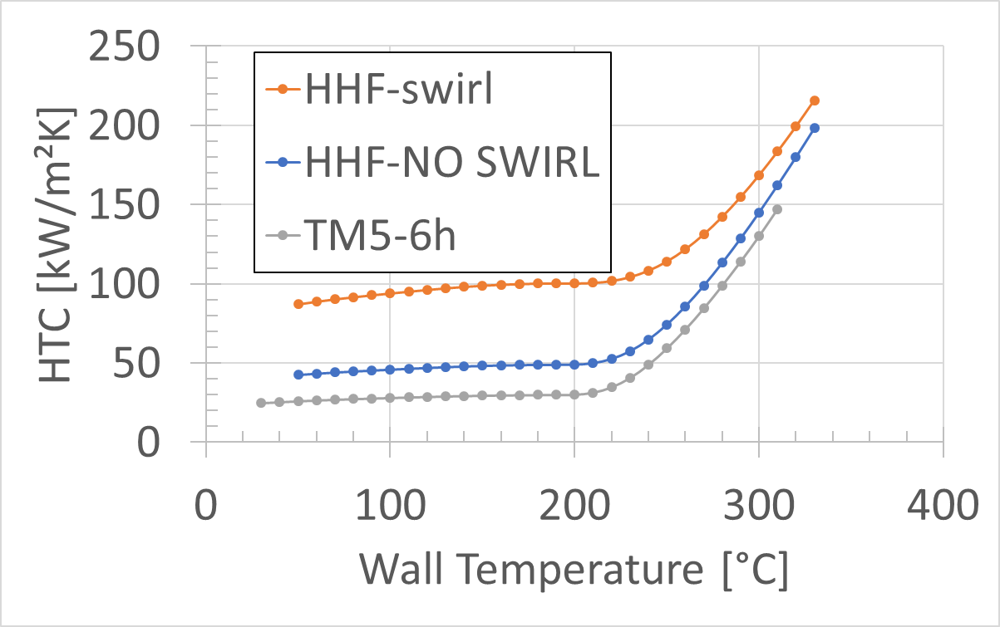 250
200
150
100
50
0
HTC [kW/m²K]
HHF-swirl
HHF-NO SWIRL
TM5-6h
0 100 200 300 400
Wall Temperature [°C]